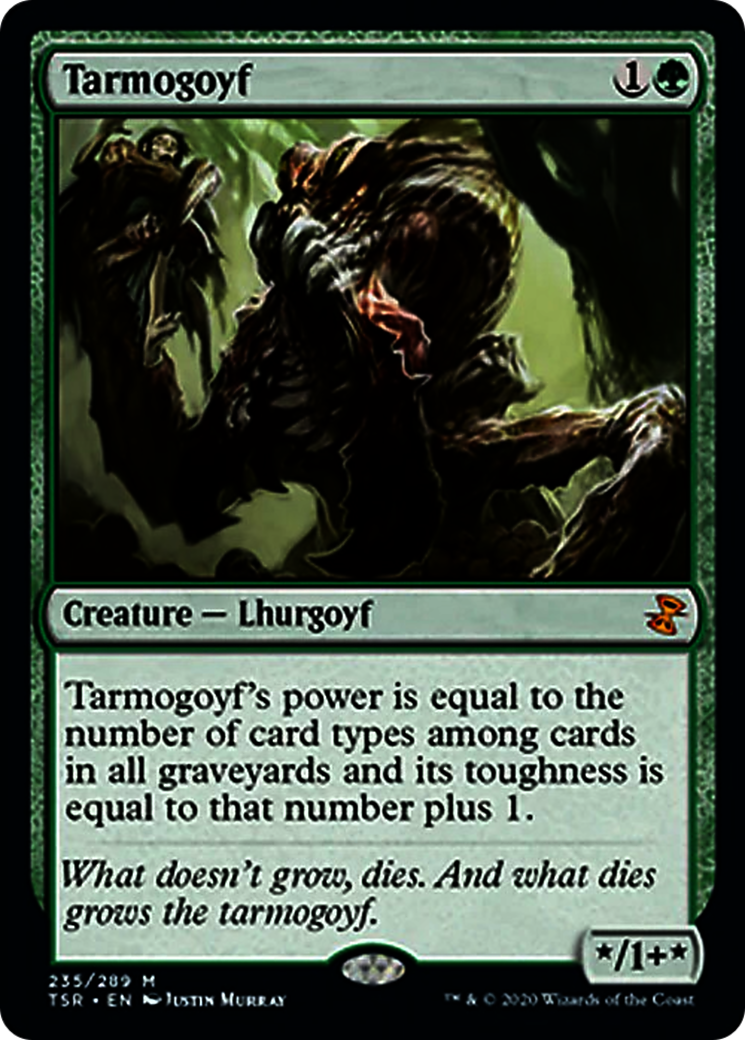 Tarmogoyf 1
Creature — Lhurgoyf
Tarmogoyf's power is equal to the
number of card types among cards
in all graveyards and its toughness is
equal to that number plus 1.
What doesn't grow, dies. And what dies
grows the tarmogoyf.
*/1+*
235/289 M
TSR • EN Justin Murray
™ & © 2020 Wizards of the Coast